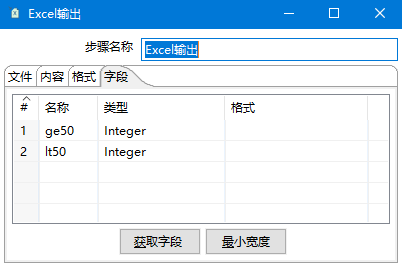 Excel输出
步骤名称 Excel输出
文件 内容 格式 字段
# 名称 类型 格式
1 ge50 Integer
2 lt50 Integer
获取字段 最小宽度